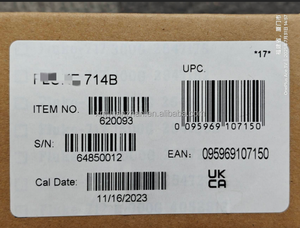 714B
UPC.
*17*
ITEM NO.
620093
0 095969 107150
S/N:
64850012
EAN: 095969107150
Cal Date:
11/16/2023
UK
CA